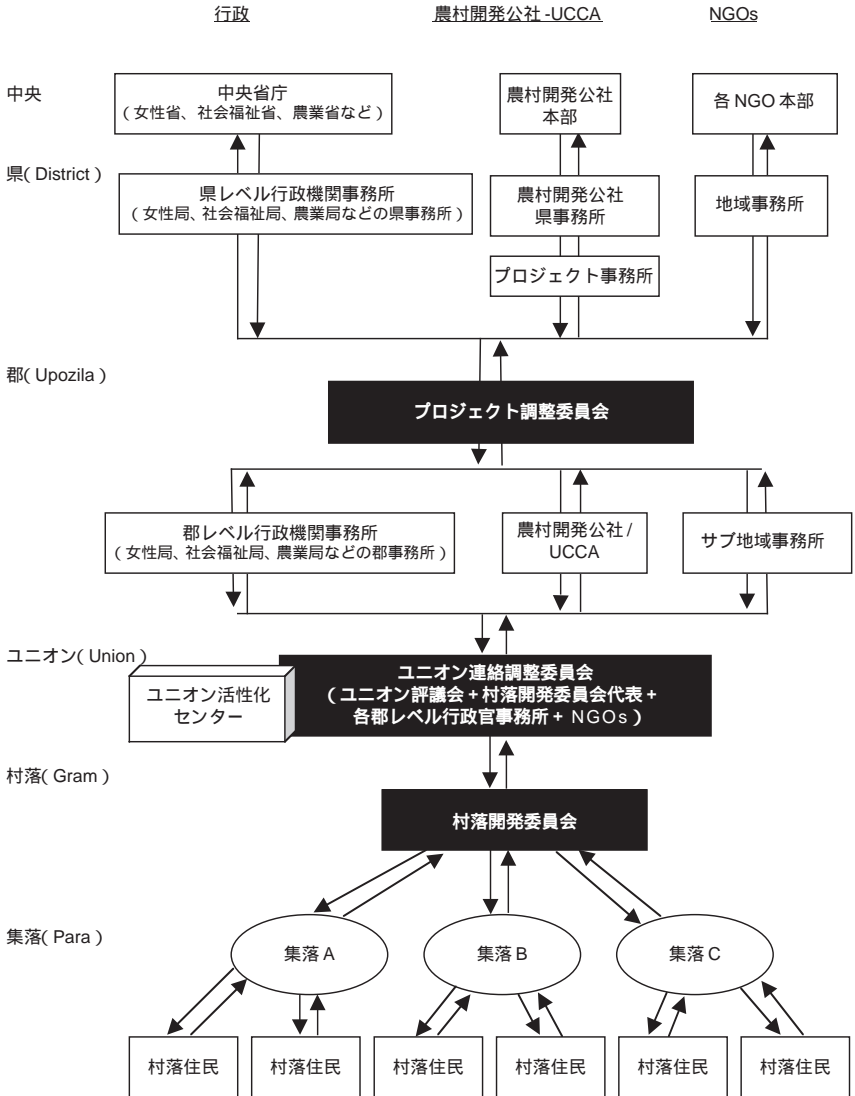 行政
農村開発公社-UCCA
NGOs
中央
中央省庁
（女性省、社会福祉省、農業省など）
農村開発公社
本部
各NGO本部
県( District )
県レベル行政機関事務所
（女性局、社会福祉局、農業局などの県事務所）
農村開発公社
県事務所
地域事務所
プロジェクト事務所
郡( Upozila )
プロジェクト調整委員会
郡レベル行政機関事務所
（女性局、社会福祉局、農業局などの郡事務所）
農村開発公社/
UCCA
サブ地域事務所
ユニオン( Union )
ユニオン活性化
センター
ユニオン連絡調整委員会
（ユニオン評議会+村落開発委員会代表+
各郡レベル行政官事務所+ NGOs）
村落( Gram )
村落開発委員会
集落( Para )
集落A
集落B
集落C
村落住民
村落住民
村落住民
村落住民
村落住民
村落住民